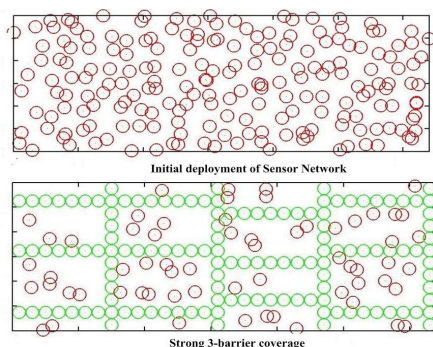 Initial deployment of Sensor Network
Strong 3-barrier coverage